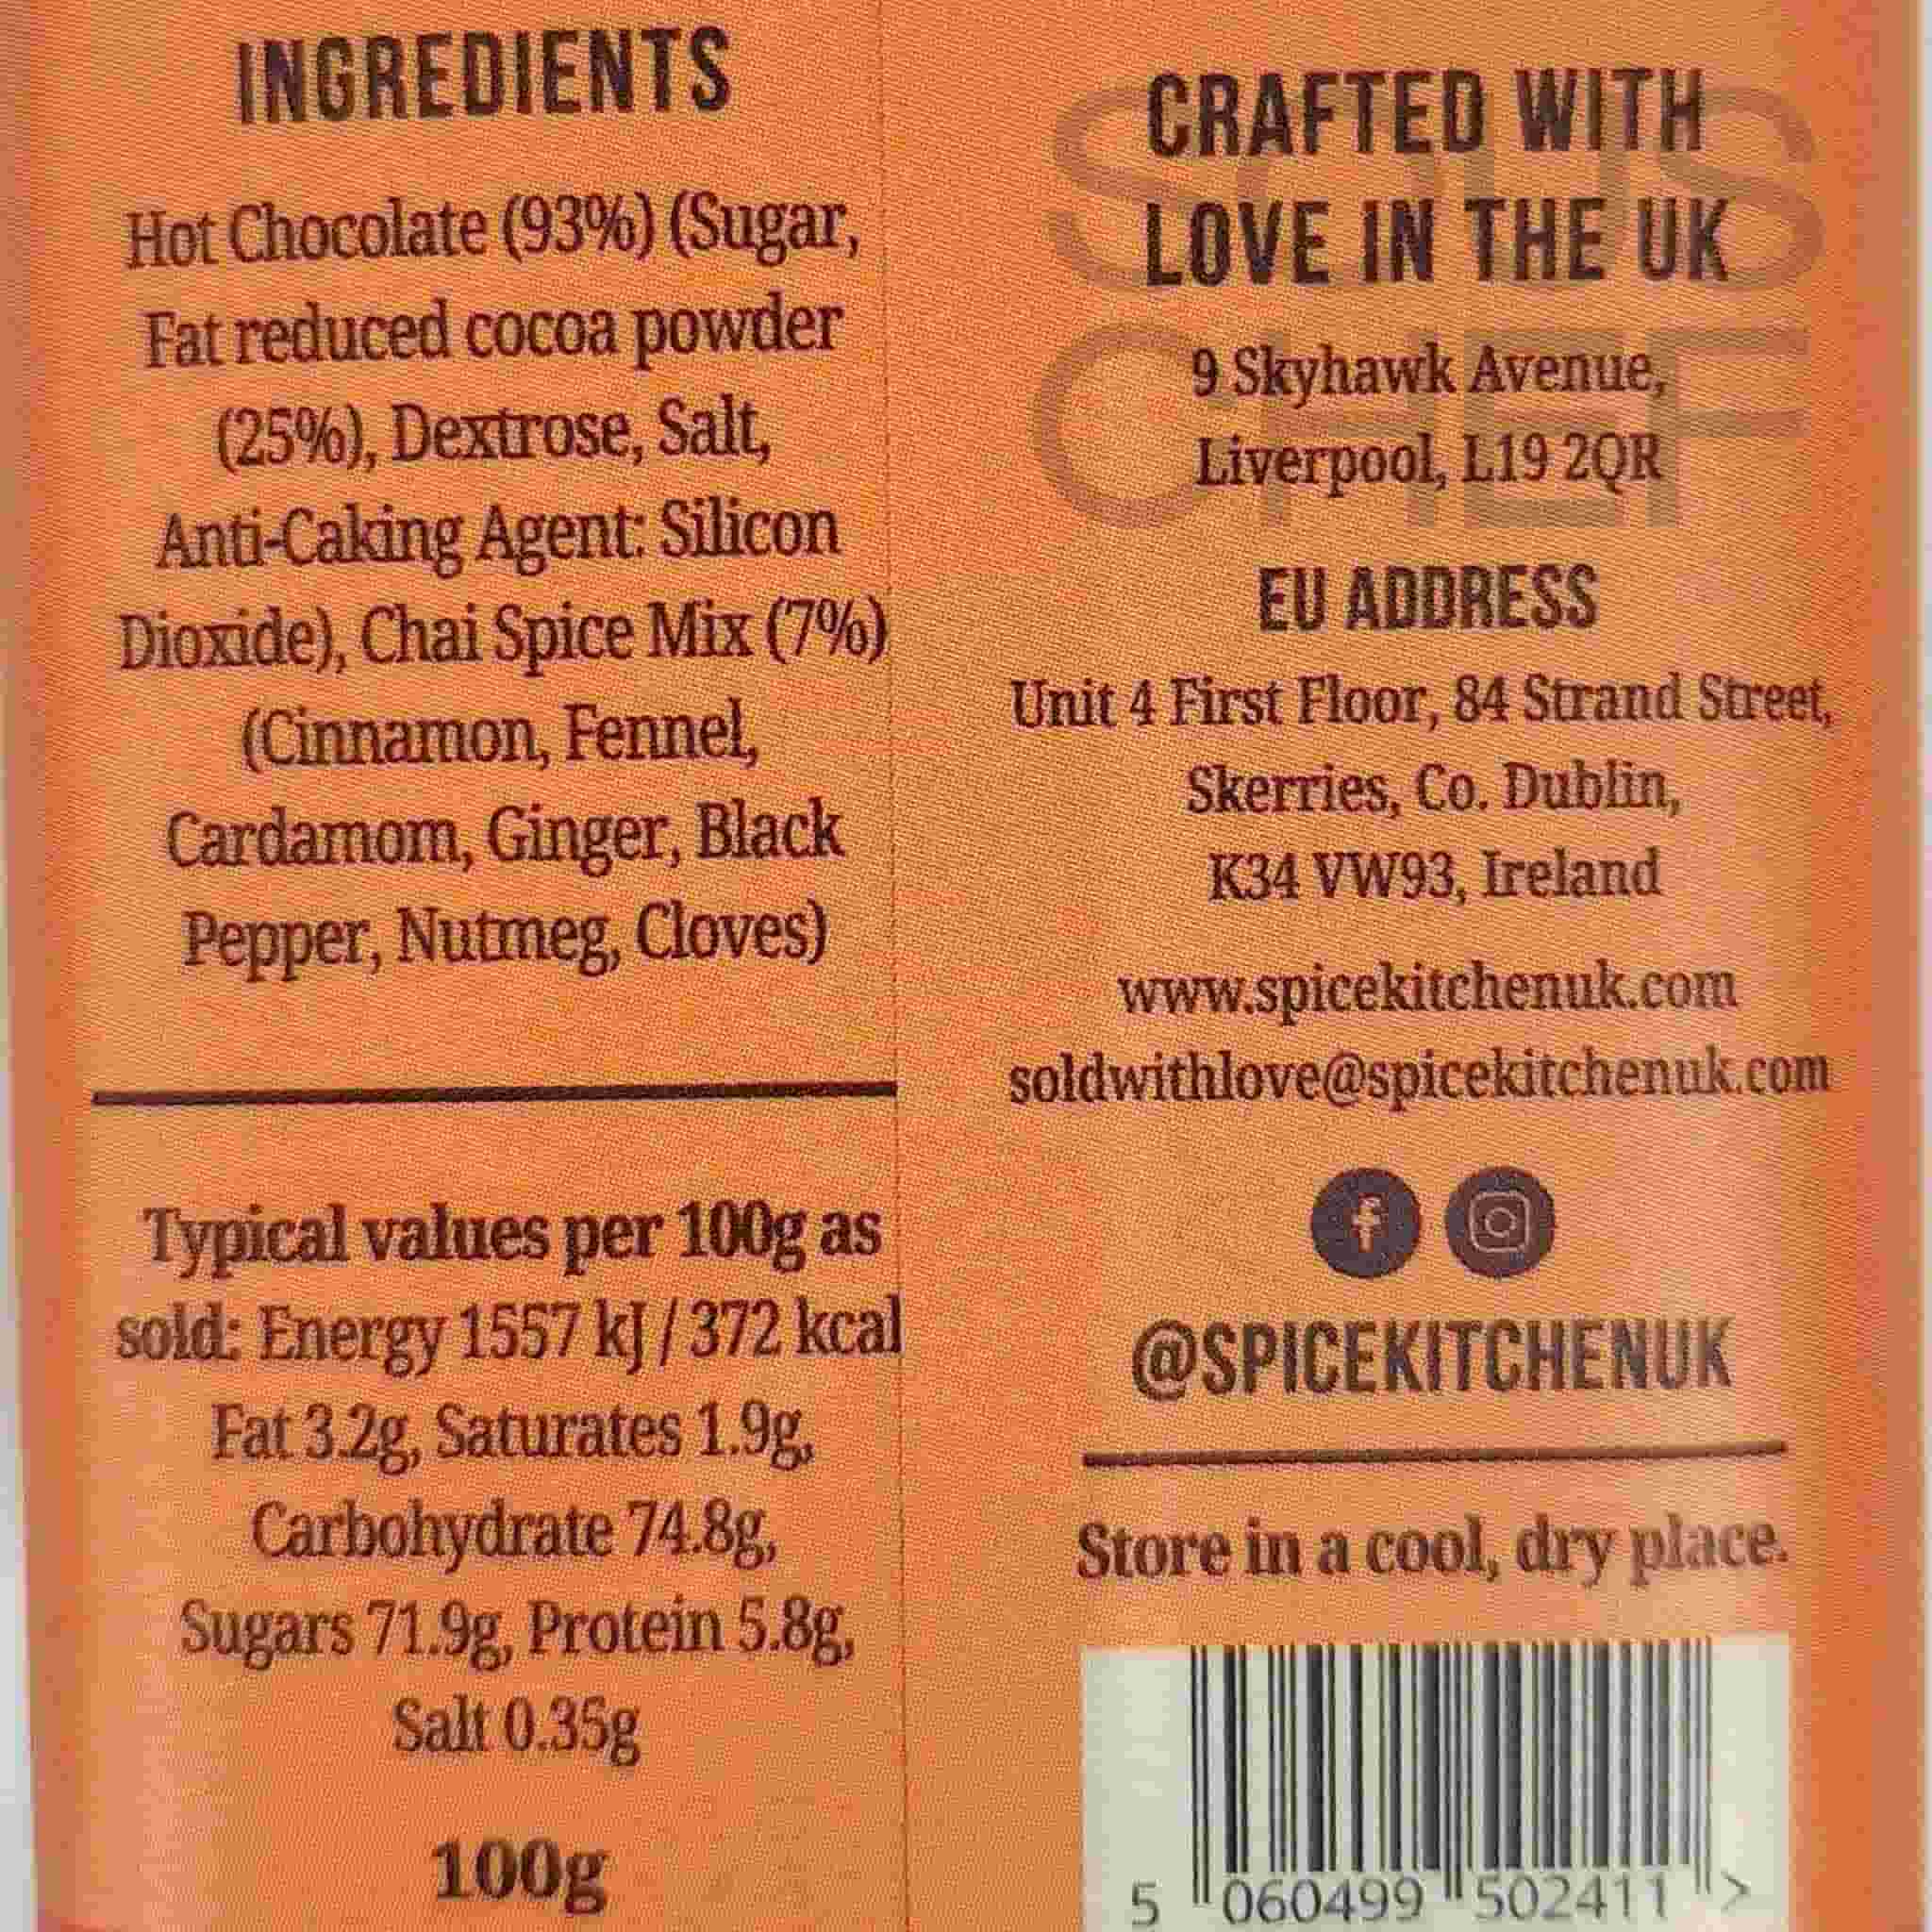 INGREDIENTS
Hot Chocolate (93%) (Sugar,
Fat reduced cocoa powder
(25%), Dextrose, Salt,
Anti-Caking Agent: Silicon
Dioxide), Chai Spice Mix (7%)
(Cinnamon, Fennel,
Cardamom, Ginger, Black
Pepper, Nutmeg, Cloves)
Typical values per 100g as
sold: Energy 1557 kJ / 372 kcal
Fat 3.2g, Saturates 1.9g,
Carbohydrate 74.8g,
Sugars 71.9g, Protein 5.8g,
Salt 0.35g
100g
SOUS
CHEF
CRAFTED WITH
LOVE IN THE UK
9 Skyhawk Avenue,
Liverpool, L19 2QR
EU ADDRESS
Unit 4 First Floor, 84 Strand Street,
Skerries, Co. Dublin,
K34 VW93, Ireland
www.spicekitchenuk.com
soldwithlove@spicekitchenuk.com
@SPICEKITCHENUK
Store in a cool, dry place.
5 060499 502411 >